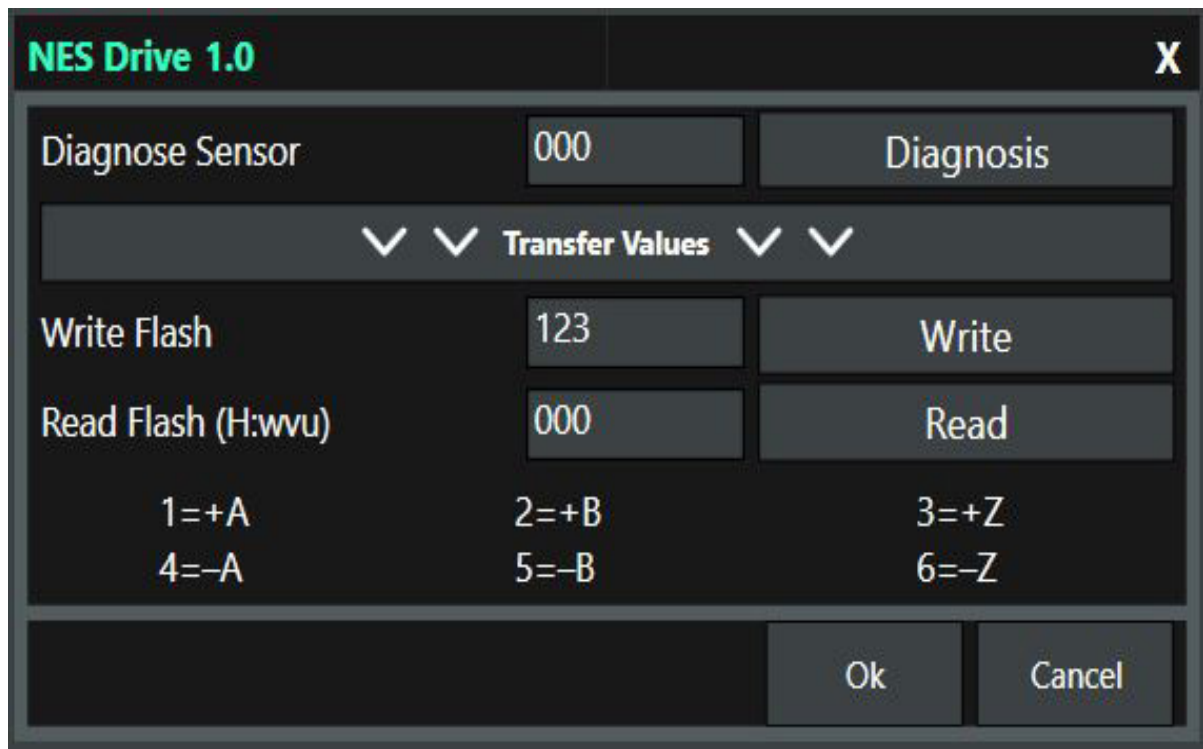 NES Drive 1.0 X
Diagnose Sensor 000 Diagnosis
Transfer Values
Write Flash 123 Write
Read Flash (H:wvu) 000 Read
1=+A 2=+B 3=+Z
4=–A 5=–B 6=–Z
Ok Cancel